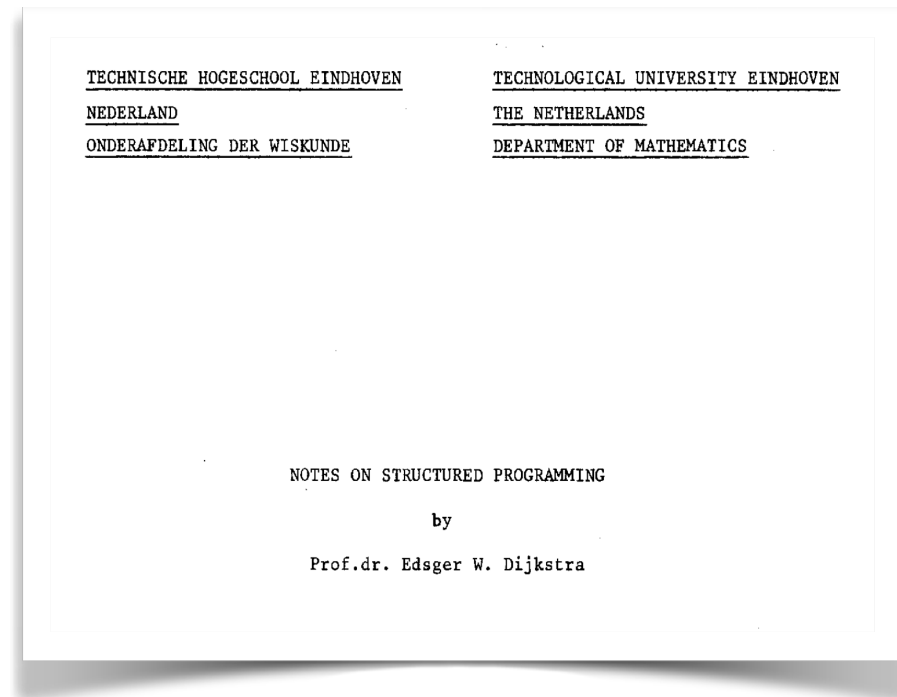 TECHNISCHE HOGESCHOOL EINDHOVEN
NEDERLAND
ONDERAFDELING DER WISKUNDE
TECHNOLOGICAL UNIVERSITY EINDHOVEN
THE NETHERLANDS
DEPARTMENT OF MATHEMATICS
NOTES ON STRUCTURED PROGRAMMING
by
Prof.dr. Edsger W. Dijkstra